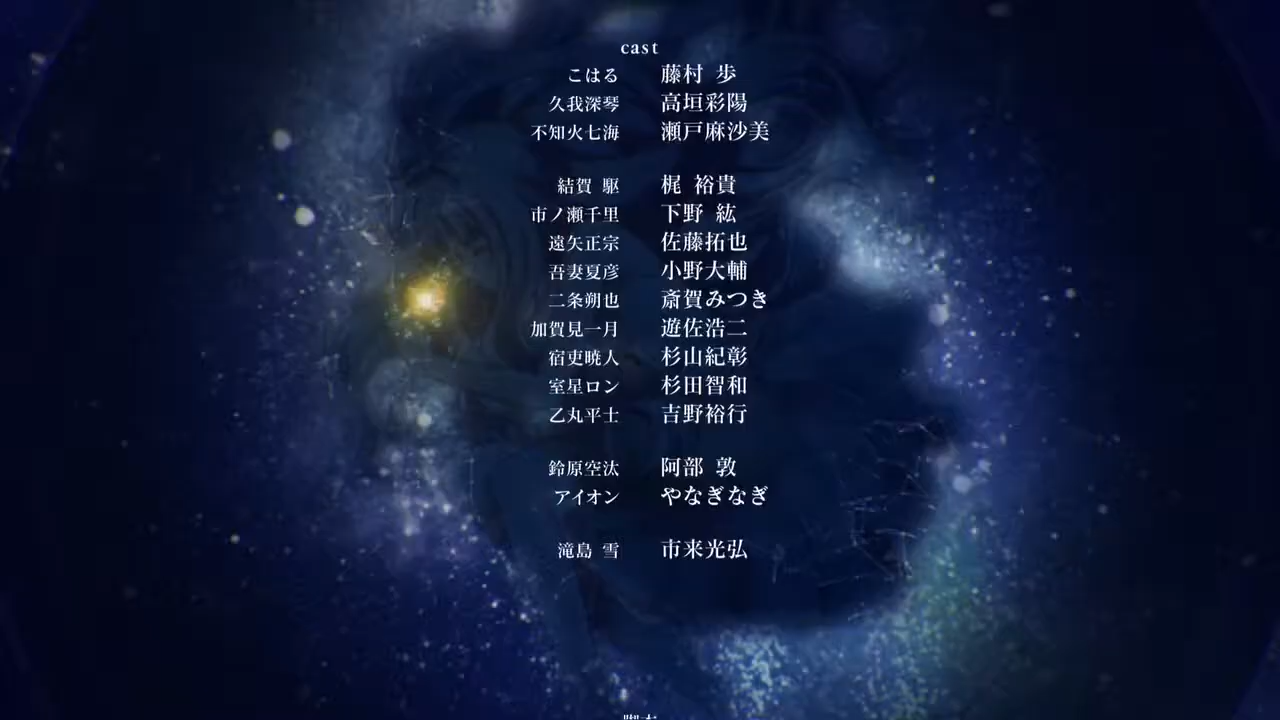 cast
こはる 藤村 歩
久我深琴 高垣彩陽
不知火七海 瀬戸麻沙美
結賀 駆 梶 裕貴
市ノ瀬千里 下野 紘
遠矢正宗 佐藤拓也
吾妻夏彦 小野大輔
二条朔也 斎賀みつき
加賀見一月 遊佐浩二
宿吏暁人 杉山紀彰
室星ロン 杉田智和
乙丸平士 吉野裕行
鈴原空汰 阿部 敦
アイオン やなぎなぎ
滝島 雪 市来光弘